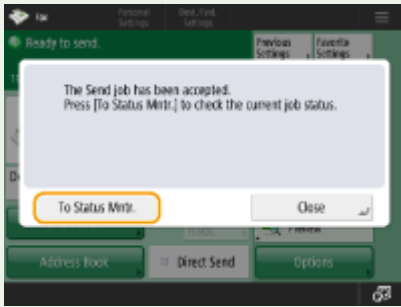 Fax
Personal Settings
Dest./Fwd. Settings
Ready to send.
Previous Settings
Favorite Settings
The Send job has been accepted.
Press [To Status Mntr.] to check the current job status.
To Status Mntr.
Close
Preview
Address Book
Direct Send
Options